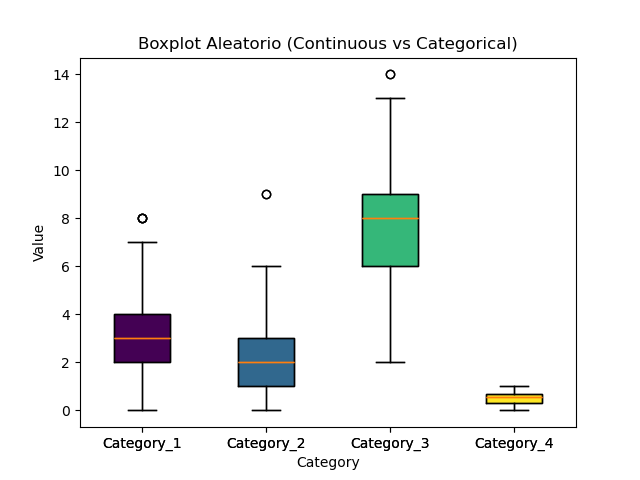 Boxplot Aleatorio (Continuous vs Categorical)
14
12
10
8
6
4
2
0
Value
Category_1 Category_2 Category_3 Category_4
Category